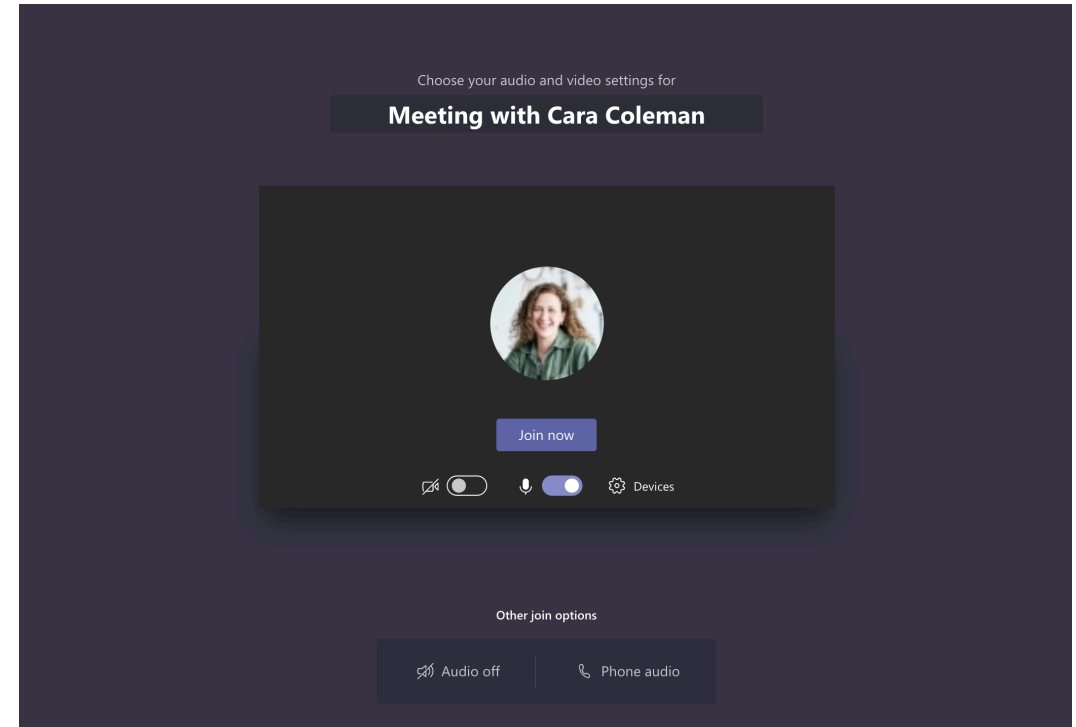 Choose your audio and video settings for
Meeting with Cara Coleman
Join now
Devices
Other join options
Audio off
Phone audio